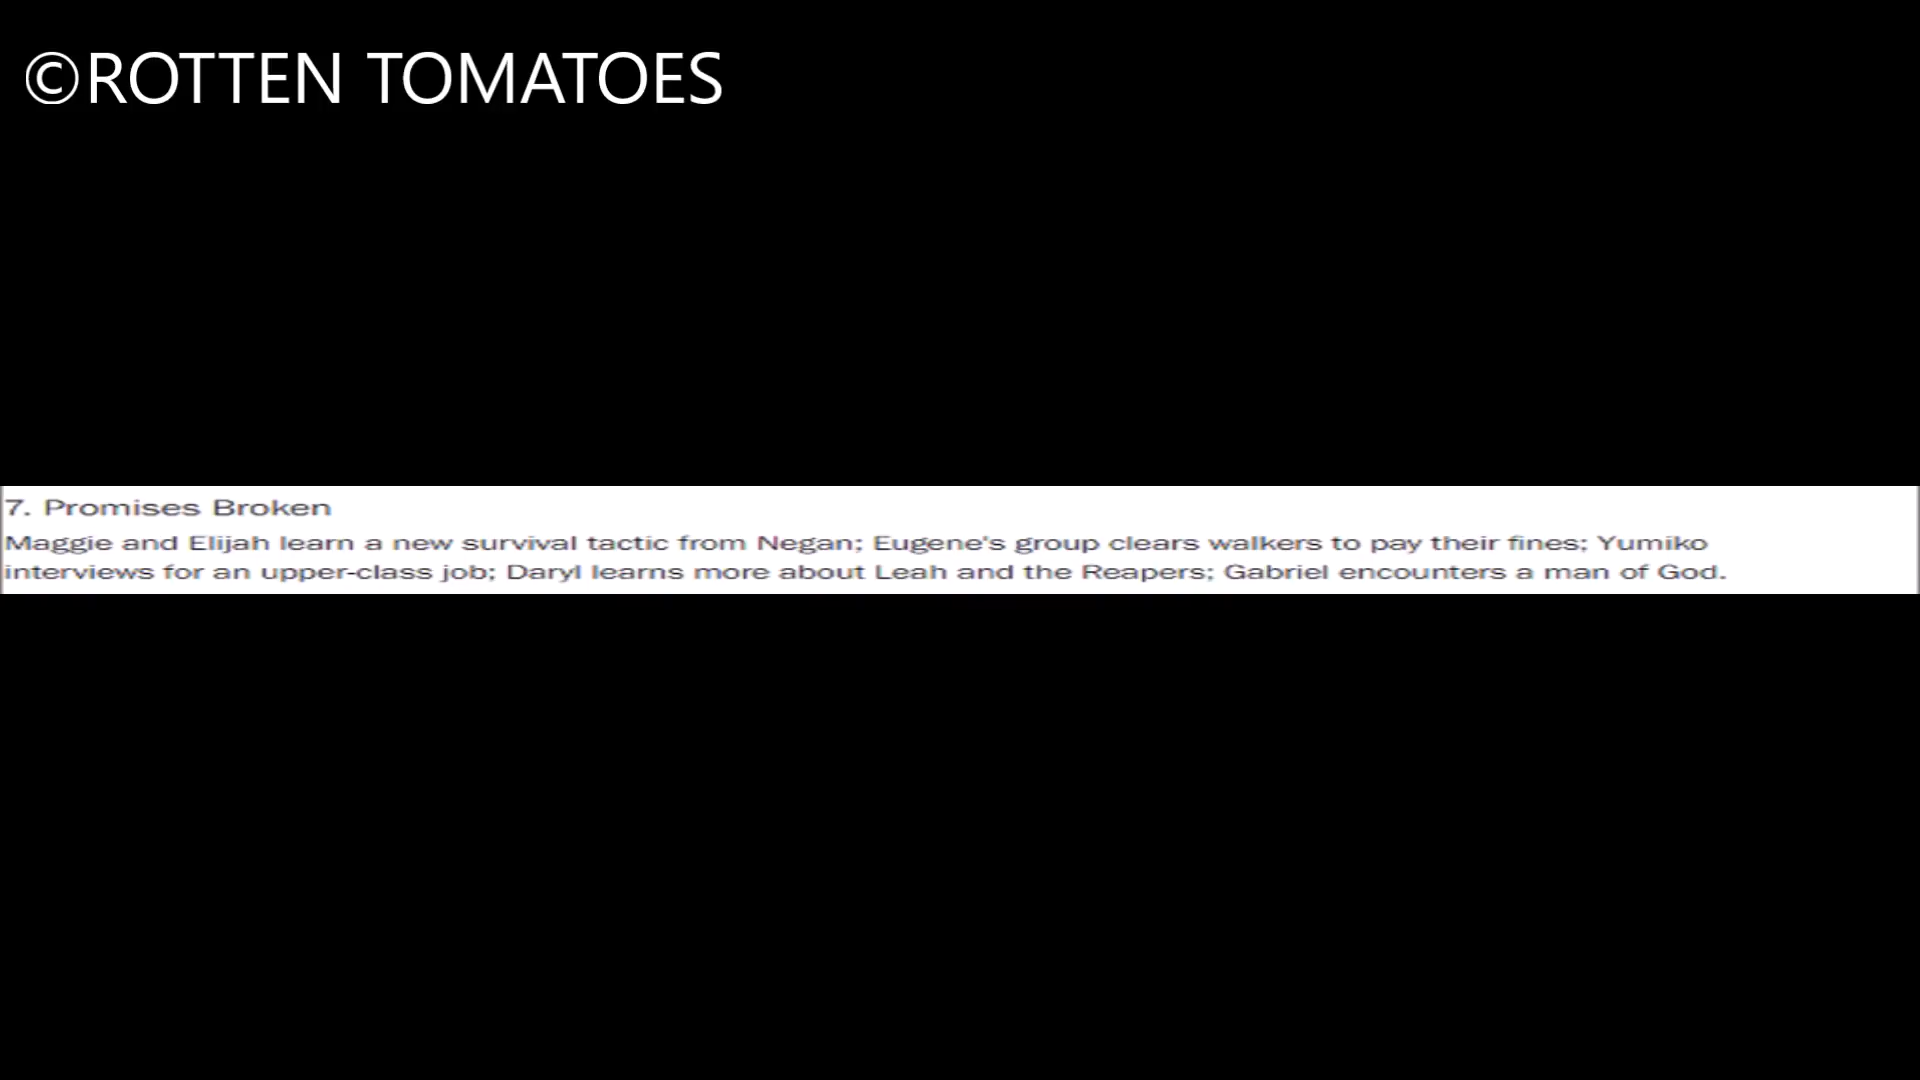 ©ROTTEN TOMATOES
7. Promises Broken
Maggie and Elijah learn a new survival tactic from Negan; Eugene's group clears walkers to pay their fines; Yumiko
interviews for an upper-class job; Daryl learns more about Leah and the Reapers; Gabriel encounters a man of God.